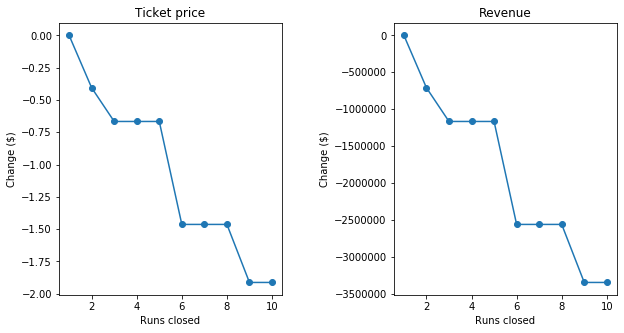 Ticket price
Change ($)
0.00
−0.25
−0.50
−0.75
−1.00
−1.25
−1.50
−1.75
−2.00
2 4 6 8 10
Runs closed
Revenue
Change ($)
0
−500000
−1000000
−1500000
−2000000
−2500000
−3000000
−3500000
2 4 6 8 10
Runs closed